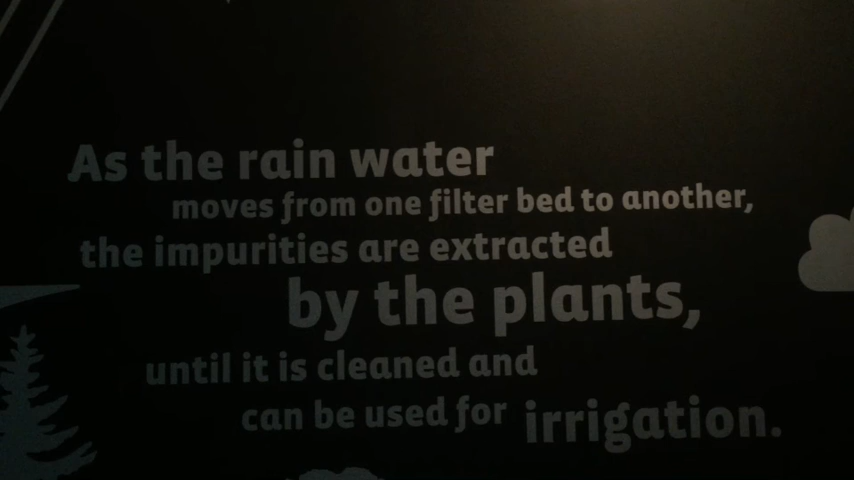 As the rain water
moves from one filter bed to another,
the impurities are extracted
by the plants,
until it is cleaned and
can be used for irrigation.